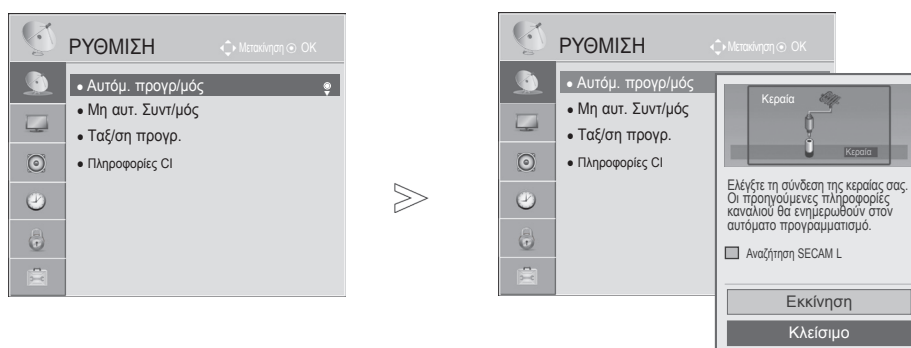 ΡΥΘΜΙΣΗ
Μετακίνηση OK
• Αυτόμ. προγρ/μός
• Μη αυτ. Συντ/μός
• Ταξ/ση προγρ.
• Πληροφορίες CI
ΡΥΘΜΙΣΗ
Μετακίνηση OK
• Αυτόμ. προγρ/μός
• Μη αυτ. Συντ/μός
• Ταξ/ση προγρ.
• Πληροφορίες CI
Κεραία
Κεραία
Ελέγξτε τη σύνδεση της κεραίας σας.
Οι προηγούμενες πληροφορίες
καναλιού θα ενημερωθούν στον
αυτόματο προγραμματισμό.
Αναζήτηση SECAM L
Εκκίνηση
Κλείσιμο